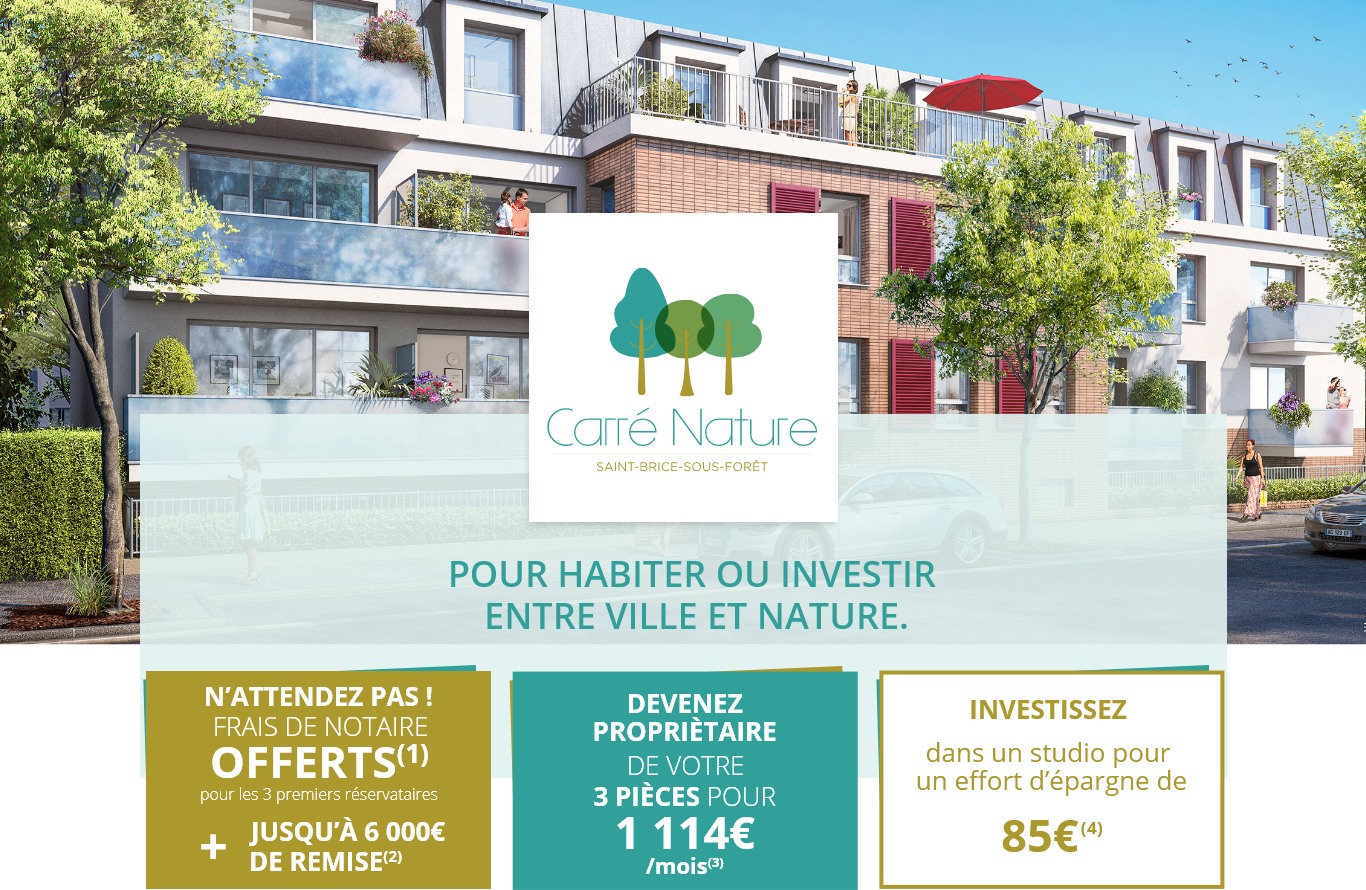 Carré Nature
SAINT-BRICE-SOUS-FORÊT
POUR HABITER OU INVESTIR
ENTRE VILLE ET NATURE.
N’ATTENDEZ PAS !
FRAIS DE NOTAIRE
OFFERTS(1)
pour les 3 premiers réservataires
+ JUSQU’À 6 000€
DE REMISE(2)
DEVENEZ
PROPRIÈTAIRE
DE VOTRE
3 PIÈCES POUR
1 114€
/mois(3)
INVESTISSEZ
dans un studio pour
un effort d’épargne de
85€(4)